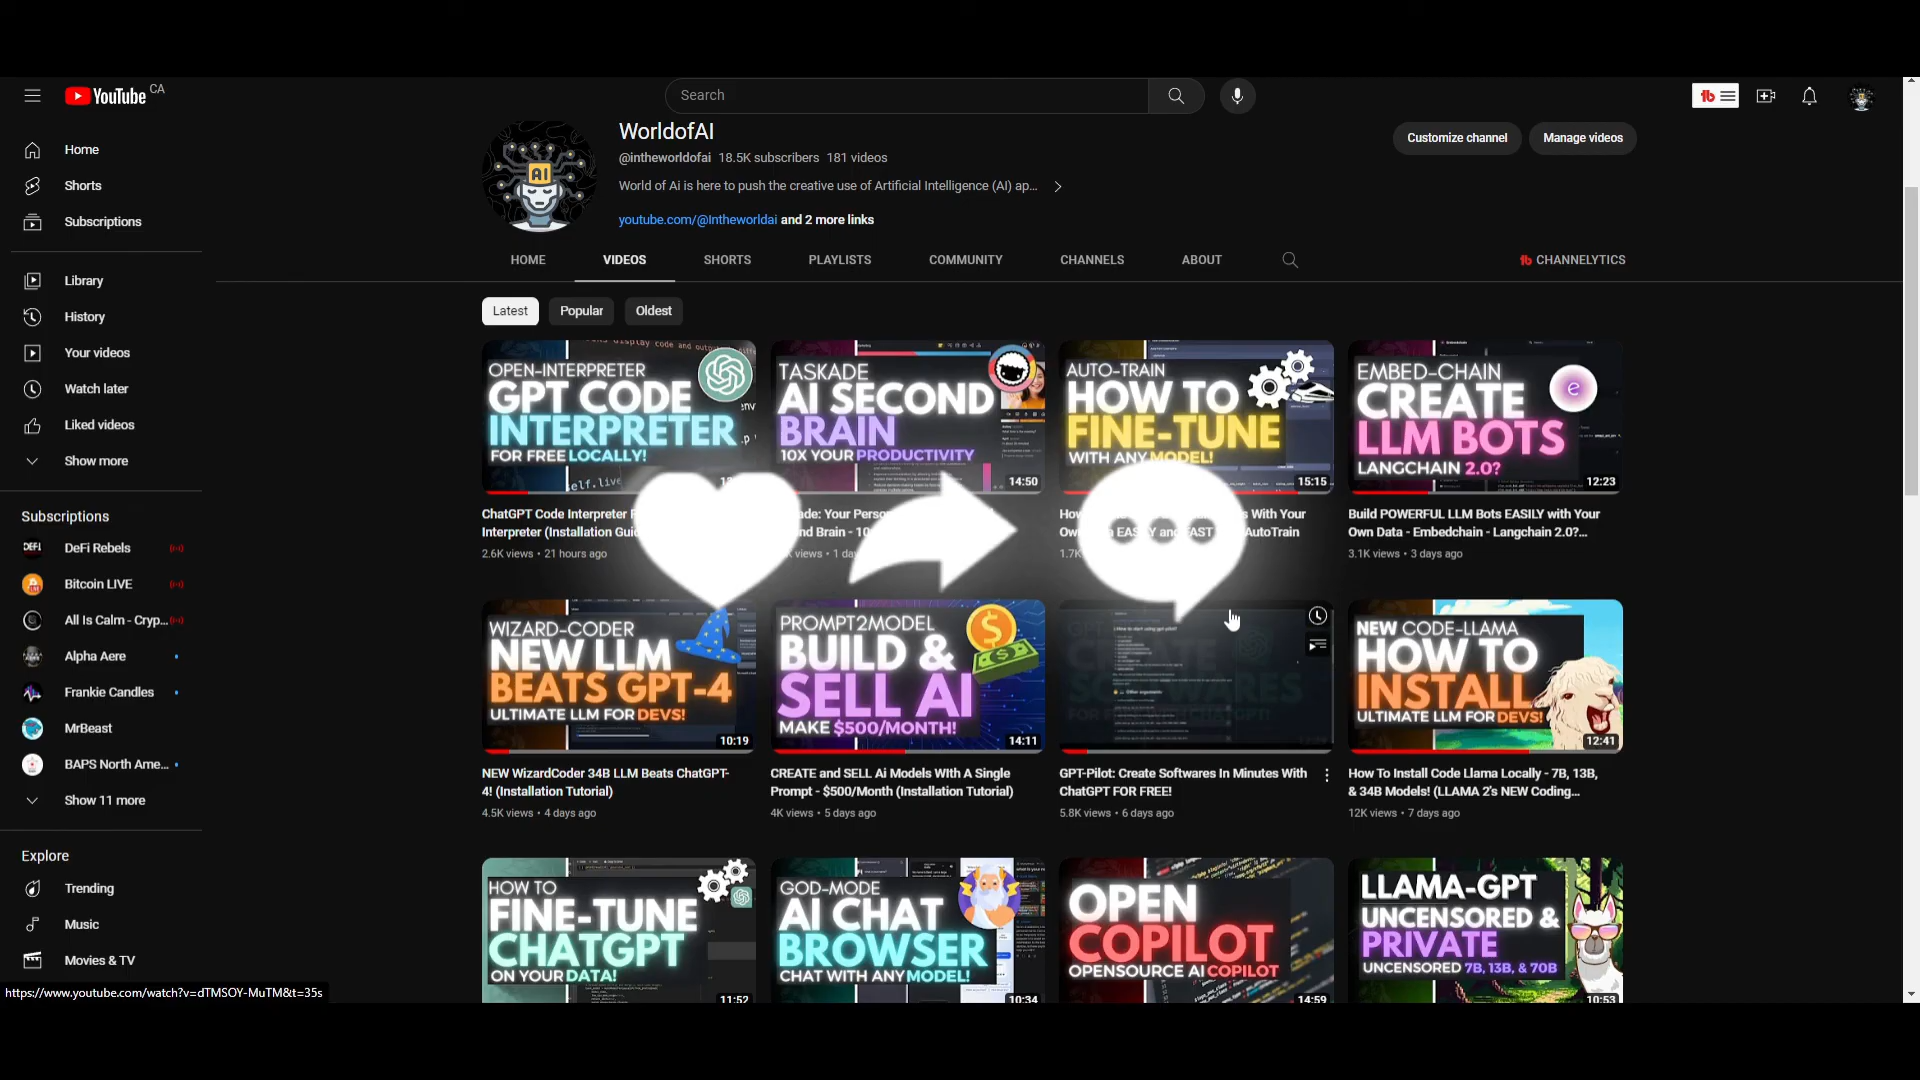 YouTube CA
Search
Home
Shorts
Subscriptions
Library
History
Your videos
Watch later
Liked videos
Show more
Subscriptions
DeFi Rebels
Bitcoin LIVE
All Is Calm - Cryp...
Alpha Aere
Frankie Candles
MrBeast
BAPS North Ame...
Show 11 more
Explore
Trending
Music
Movies & TV
https://www.youtube.com/watch?v=dTMSOY-MuTM&t=35s
AI
WorldofAI
@intheworldofai 18.5K subscribers 181 videos
World of Ai is here to push the creative use of Artificial Intelligence (AI) ap...
youtube.com/@Intheworldai and 2 more links
Customize channel
Manage videos
HOME VIDEOS SHORTS PLAYLISTS COMMUNITY CHANNELS ABOUT
CHANNELYTICS
Latest Popular Oldest
OPEN-INTERPRETER
GPT CODE
INTERPRETER
FOR FREE LOCALLY!
ChatGPT Code Interpreter
Interpreter (Installation
2.6K views • 21 hours ago
TASKADE
AI SECOND
BRAIN
10X YOUR PRODUCTIVITY
14:50
Your
Brain - 
views • 1
AUTO-TRAIN
HOW TO
FINE-TUNE
WITH ANY MODEL!
15:15
With Your
and
AutoTrain
EMBED-CHAIN
CREATE
LLM BOTS
LANGCHAIN 2.0?
12:23
Build POWERFUL LLM Bots EASILY with Your
Own Data - Embedchain - Langchain 2.0?...
3.1K views • 3 days ago
WIZARD-CODER
NEW LLM
BEATS GPT-4
ULTIMATE LLM FOR DEVS!
10:19
NEW WizardCoder 34B LLM Beats ChatGPT-
4! (Installation Tutorial)
4.5K views • 4 days ago
PROMPT2MODEL
BUILD &
SELL AI
MAKE $500/MONTH!
14:11
CREATE and SELL Ai Models WIth A Single
Prompt - $500/Month (Installation Tutorial)
4K views • 5 days ago
GPT-Pilot: Create Softwares In Minutes With
ChatGPT FOR FREE!
5.8K views • 6 days ago
NEW CODE-LLAMA
HOW TO
INSTALL
ULTIMATE LLM FOR DEVS!
12:41
How To Install Code Llama Locally - 7B, 13B,
& 34B Models! (LLAMA 2's NEW Coding...
12K views • 7 days ago
HOW TO
FINE-TUNE
CHATGPT
ON YOUR DATA!
11:52
GOD-MODE
AI CHAT
BROWSER
CHAT WITH ANY MODEL!
10:34
OPEN
COPILOT
OPENSOURCE AI COPILOT
14:59
LLAMA-GPT
UNCENSORED &
PRIVATE
UNCENSORED 7B, 13B, & 70B
10:53